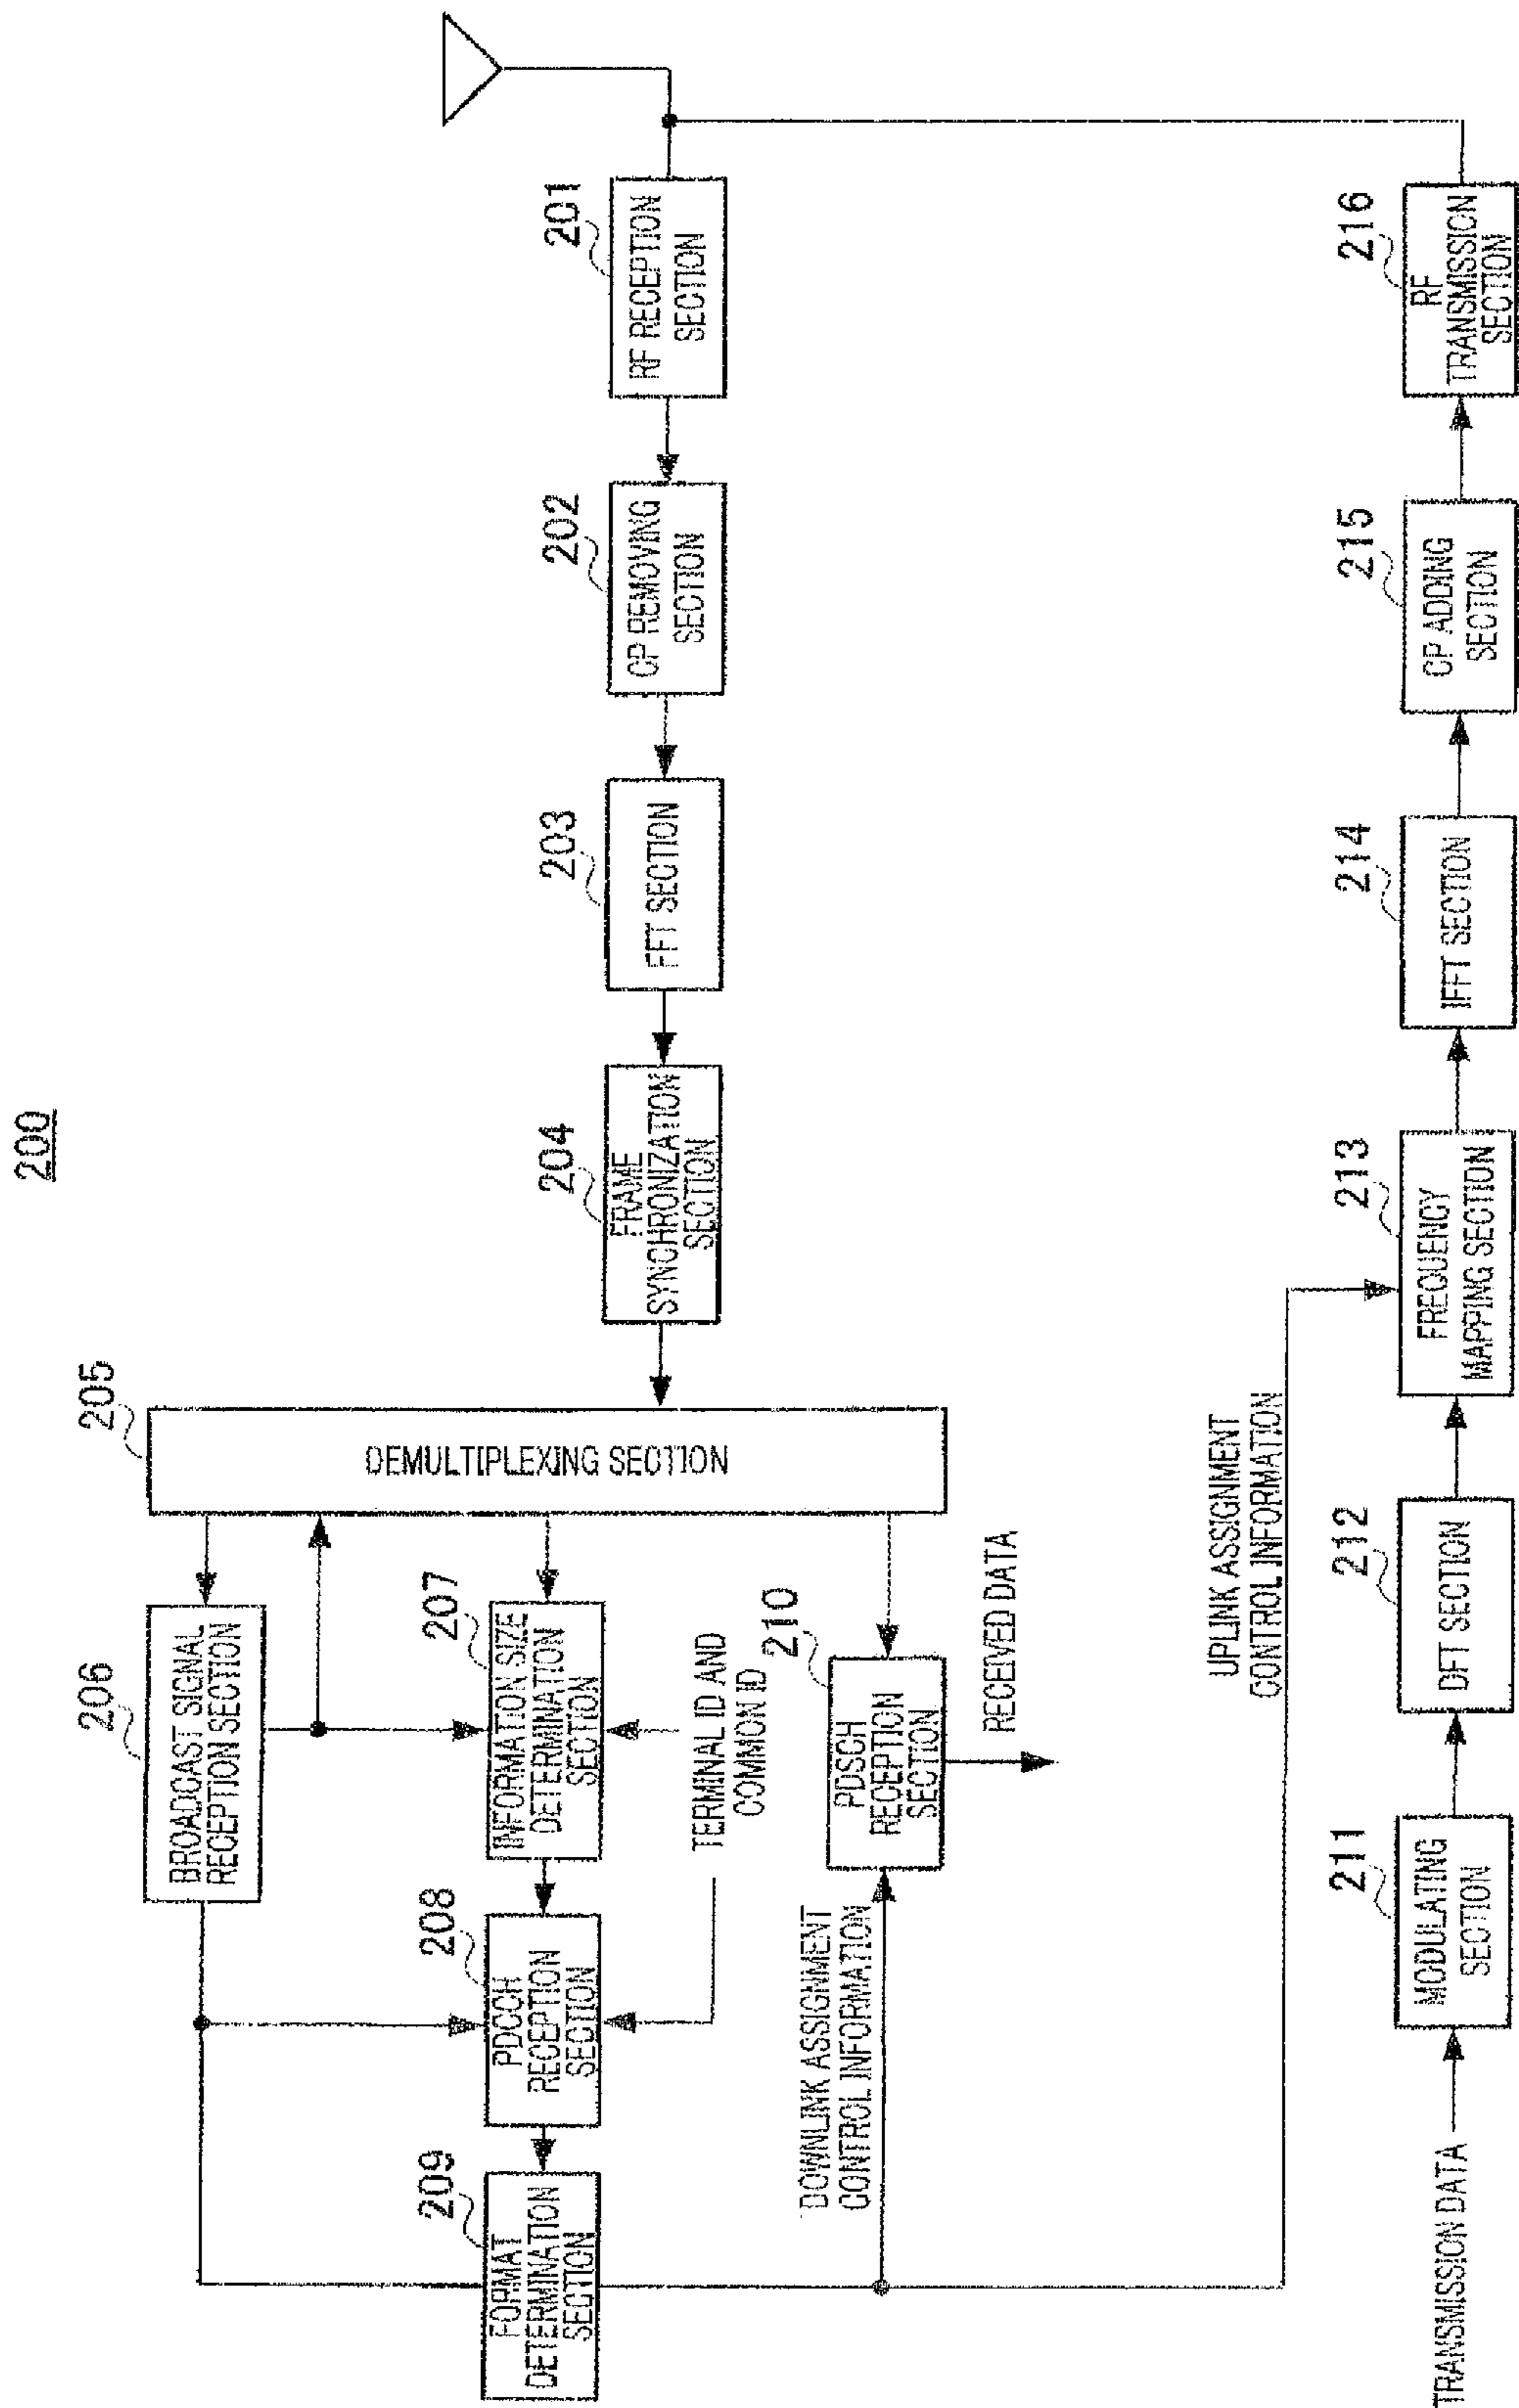 200
201
RF RECEPTION
SECTION
202
CP REMOVING
SECTION
203
FFT SECTION
204
FRAME
SYNCHRONIZATION
SECTION
205
DEMULTIPLEXING SECTION
206
BROADCAST SIGNAL
RECEPTION SECTION
207
INFORMATION SIZE
DETERMINATION
SECTION
208
PDCCH
RECEPTION
SECTION
209
FORMAT
DETERMINATION
SECTION
TERMINAL ID AND
COMMON ID
210
PDSCH
RECEPTION
SECTION
RECEIVED DATA
DOWNLINK ASSIGNMENT
CONTROL INFORMATION
UPLINK ASSIGNMENT
CONTROL INFORMATION
TRANSMISSION DATA
211
MODULATING
SECTION
212
DFT SECTION
213
FREQUENCY
MAPPING SECTION
214
IFFT SECTION
215
CP ADDING
SECTION
216
RF
TRANSMISSION
SECTION